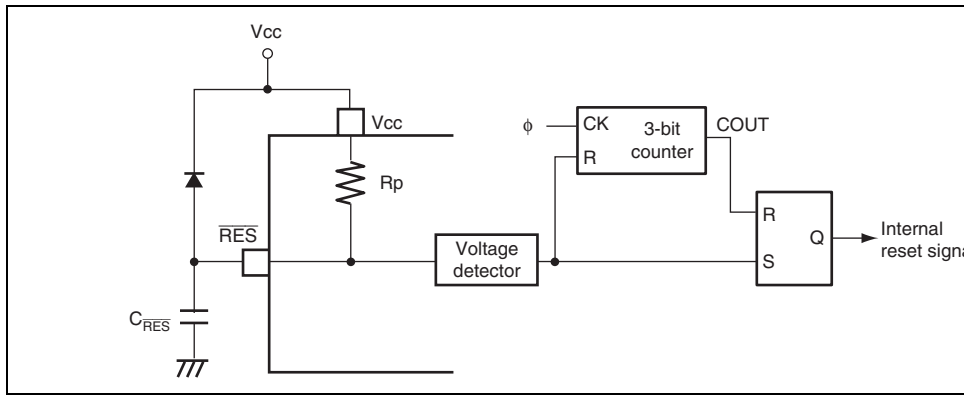 Vcc
Vcc
Rp
RES
CRES
Voltage
detector
ϕ
CK
R
3-bit
counter
COUT
R
S
Q
Internal
reset signa